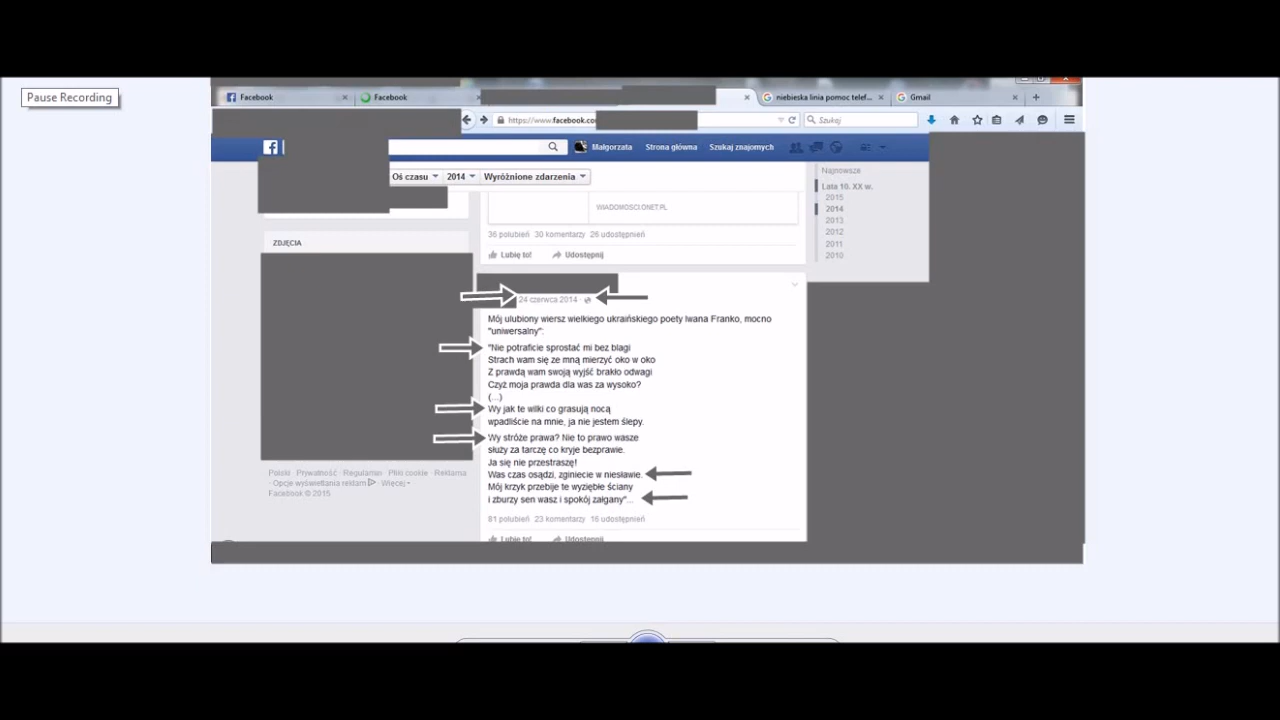 Pause Recording
Facebook
Facebook
niebieska linia pomoc telef...
Gmail
https://www.facebook.co
Szukaj
Małgorzata
Strona główna
Szukaj znajomych
Oś czasu
2014
Wyróżnione zdarzenia
Najnowsze
Lata 10. XX w.
2015
2014
2013
2012
2011
2010
WIADOMOSCI.ONET.PL
36 polubień 30 komentarzy 26 udostępnień
Lubię to! Udostępnij
ZDJĘCIA
24 czerwca 2014 ·
Mój ulubiony wiersz wielkiego ukraińskiego poety Iwana Franko, mocno
"uniwersalny":
"Nie potraficie sprostać mi bez blagi
Strach wam się ze mną mierzyć oko w oko
Z prawdą wam swoją wyjść brakło odwagi
Czyż moja prawda dla was za wysoko?
(...)
Wy jak te wilki co grasują nocą
wpadliście na mnie, ja nie jestem ślepy.
Wy stróże prawa? Nie to prawo wasze
służy za tarczę co kryje bezprawie.
Ja się nie przestraszę!
Was czas osądzi, zginiecie w niesławie.
Mój krzyk przebije te wyziębłe ściany
i zburzy sen wasz i spokój załgany"...
81 polubień 23 komentarzy 16 udostępnień
Lubię to! Udostępnij
Polski · Prywatność · Regulamin · Pliki cookie · Reklama
· Opcje wyświetlania reklam · Więcej
Facebook © 2015